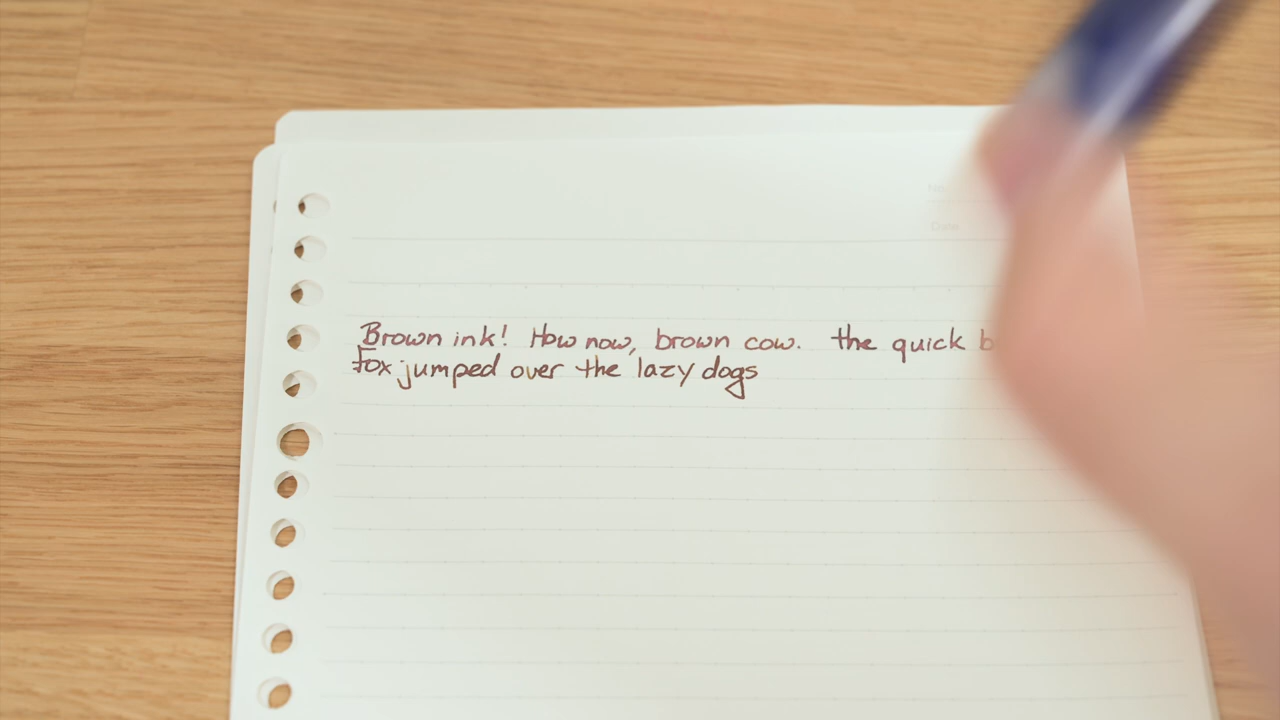 Brown ink! How now, brown cow. the quick b
Fox jumped over the lazy dogs